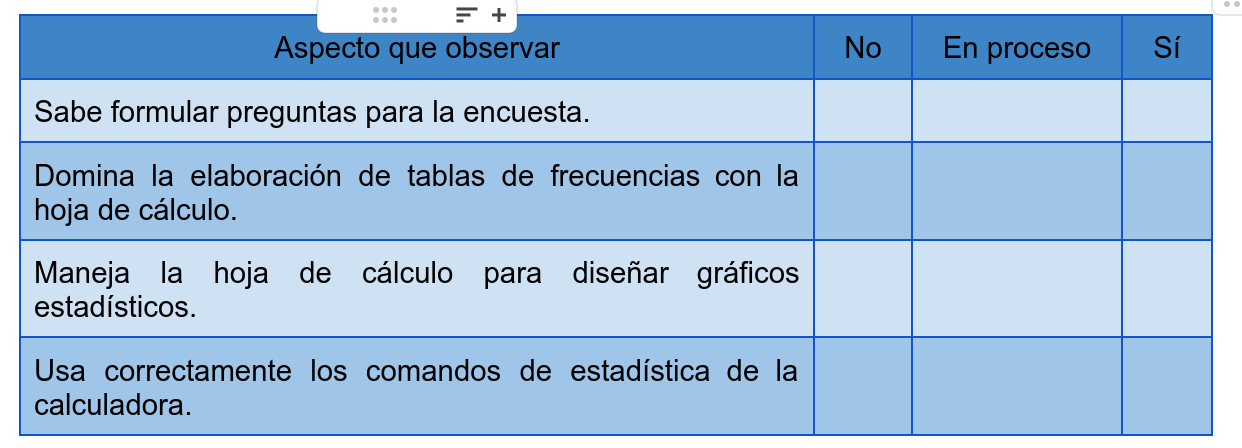 Aspecto que observar No En proceso Sí
Sabe formular preguntas para la encuesta.
Domina la elaboración de tablas de frecuencias con la
hoja de cálculo.
Maneja la hoja de cálculo para diseñar gráficos
estadísticos.
Usa correctamente los comandos de estadística de la
calculadora.